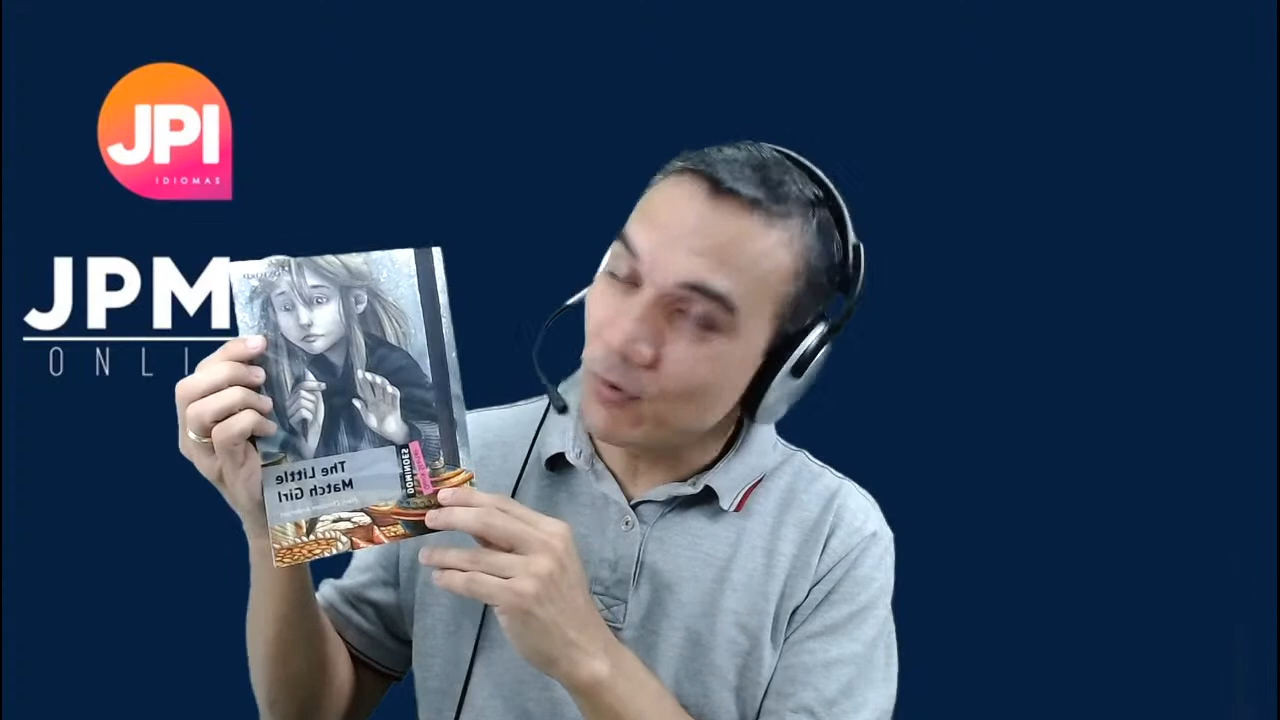 JPI
IDIOMAS
JPM
ONLI
The Little
Match Girl
DOMINOES